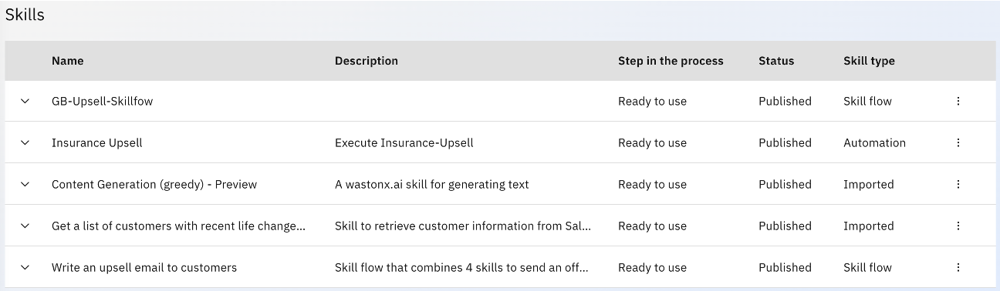 Skills
Name Description Step in the process Status Skill type
GB-Upsell-Skillfow Ready to use Published Skill flow
Insurance Upsell Execute Insurance-Upsell Ready to use Published Automation
Content Generation (greedy) - Preview A wastonx.ai skill for generating text Ready to use Published Imported
Get a list of customers with recent life change... Skill to retrieve customer information from Sal... Ready to use Published Imported
Write an upsell email to customers Skill flow that combines 4 skills to send an off... Ready to use Published Skill flow